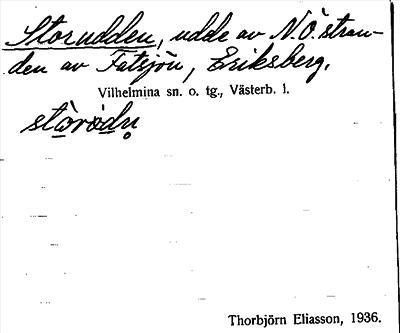 Storudden, udde av N.Ö. stran-
den av Fatsjön, Eriksberg.
Vilhelmina sn. o. tg., Västerb. l.
Thorbjörn Eliasson, 1936.